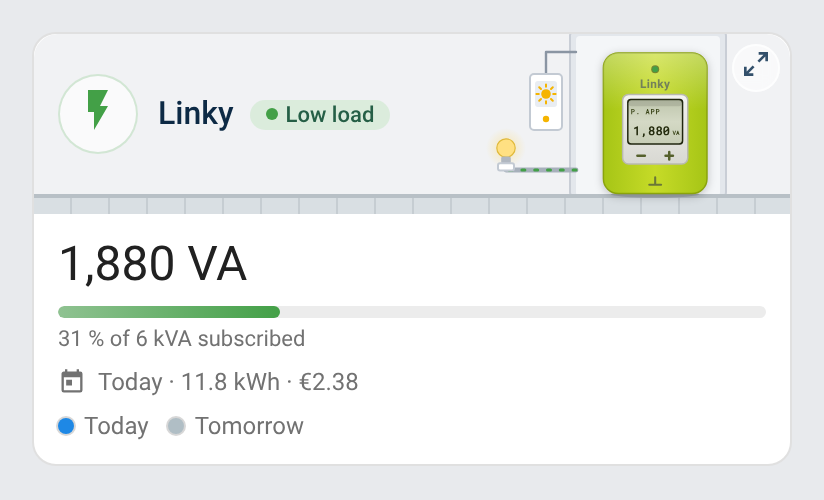 Linky
Low load
Linky
P. APP
1,880 VA
− +
1,880 VA
31 % of 6 kVA subscribed
Today · 11.8 kWh · €2.38
Today
Tomorrow